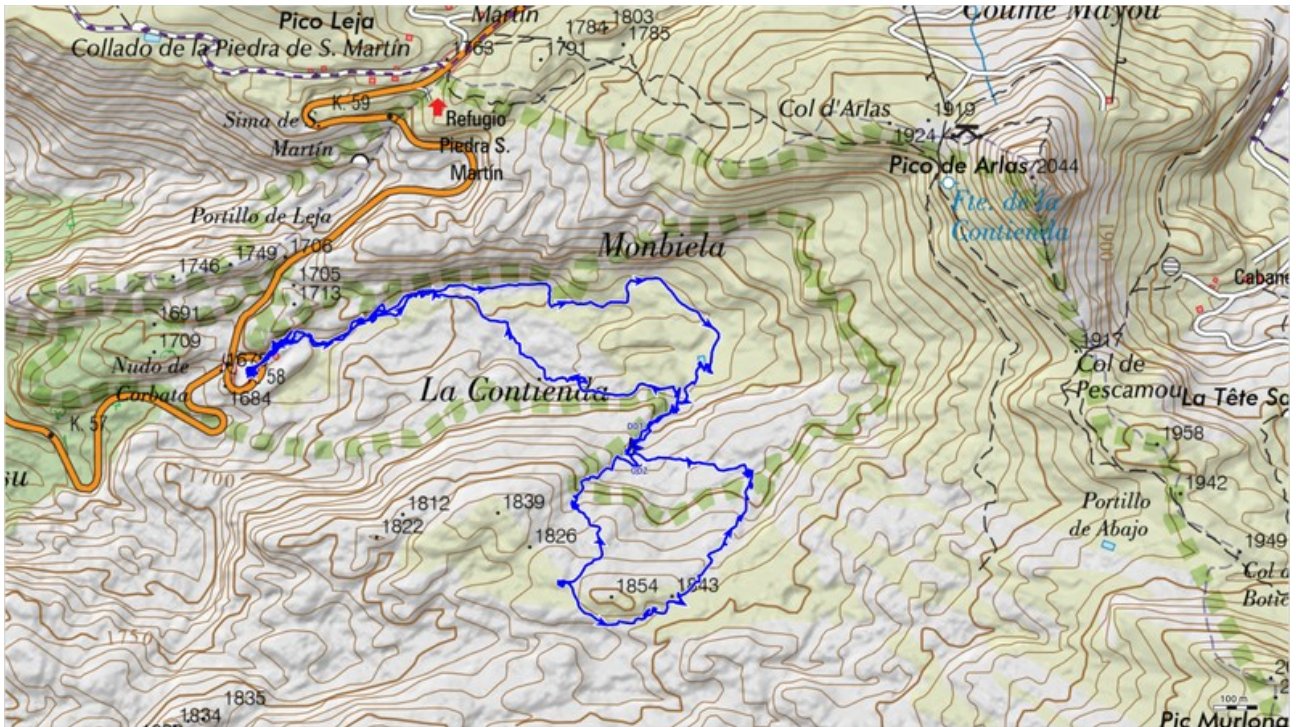 Pico Leja
Martín
Collado de la Piedra de S. Martín
1763
1784
1803
1791
1785
Coume Mayou
K. 59
Sima de S.
Martín
Refugio
Piedra S.
Martín
Col d'Arlas
1919
1924
Pico de Arlas
2044
Fte. de la
Contienda
1900
Portillo de Leja
1706
1749
1746
1705
1713
Monbiela
1691
1709
Nudo de
Corbata
58
1684
K. 57
La Contienda
1917
Col de
Pescamou
La Tête
1958
001
002
1700
1942
1812
1822
1839
1826
Portillo
de Abajo
1949
1854
1843
1750
1835
1834
100 m
Pic Murlong